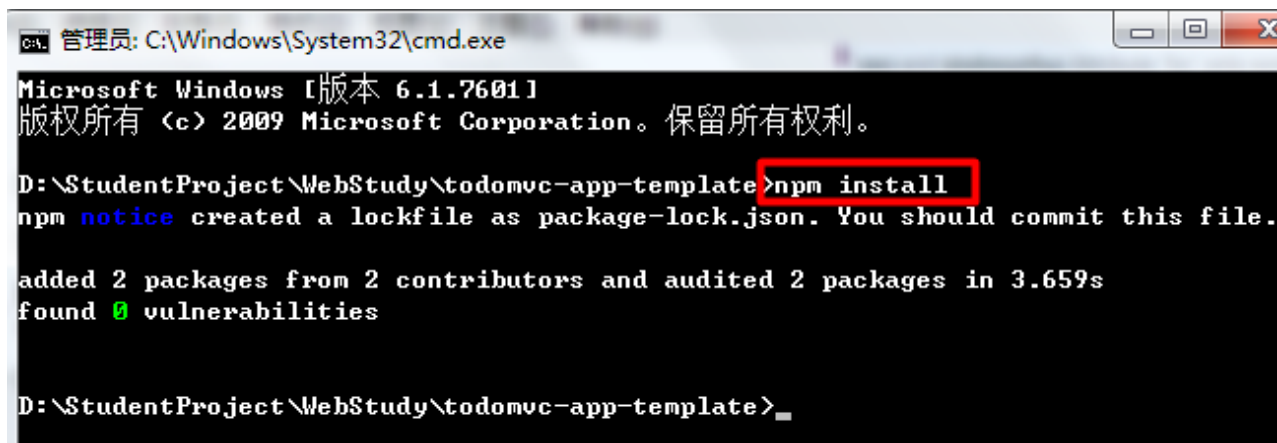 管理员: C:\Windows\System32\cmd.exe
Microsoft Windows [版本 6.1.7601]
版权所有 (c) 2009 Microsoft Corporation。保留所有权利。
D:\StudentProject\WebStudy\todomvc-app-template>npm install
npm notice created a lockfile as package-lock.json. You should commit this file.
added 2 packages from 2 contributors and audited 2 packages in 3.659s
found 0 vulnerabilities
D:\StudentProject\WebStudy\todomvc-app-template>